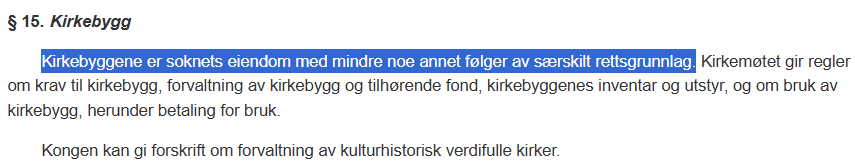 § 15. Kirkebygg
Kirkebyggene er soknets eiendom med mindre noe annet følger av særskilt rettsgrunnlag. Kirkemøtet gir regler
om krav til kirkebygg, forvaltning av kirkebygg og tilhørende fond, kirkebyggenes inventar og utstyr, og om bruk av
kirkebygg, herunder betaling for bruk.
Kongen kan gi forskrift om forvaltning av kulturhistorisk verdifulle kirker.